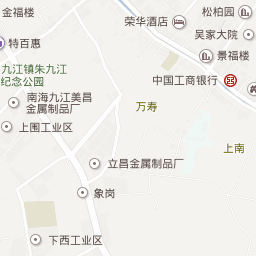 金福楼
松柏园
荣华酒店
吴家大院
特百惠
景福楼
九江镇朱九江
纪念公园
中国工商银行
南海九江美昌
金属制品厂
万寿
上围工业区
上南
立昌金属制品厂
象岗
下西工业区